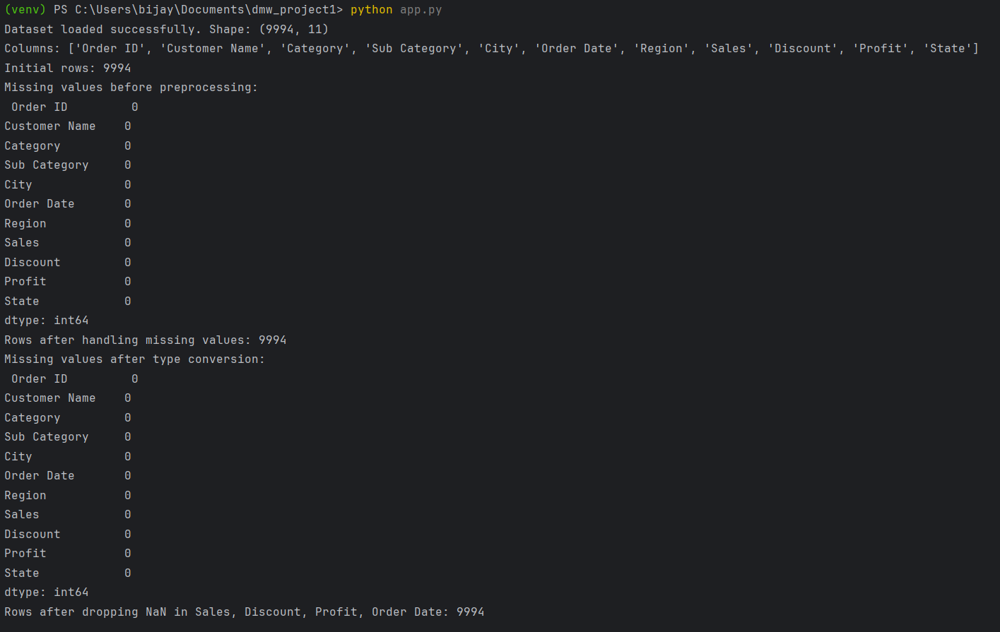 (venv) PS C:\Users\bijay\Documents\dmw_project1> python app.py
Dataset loaded successfully. Shape: (9994, 11)
Columns: ['Order ID', 'Customer Name', 'Category', 'Sub Category', 'City', 'Order Date', 'Region', 'Sales', 'Discount', 'Profit', 'State']
Initial rows: 9994
Missing values before preprocessing:
 Order ID         0
Customer Name    0
Category         0
Sub Category     0
City             0
Order Date       0
Region           0
Sales            0
Discount         0
Profit           0
State            0
dtype: int64
Rows after handling missing values: 9994
Missing values after type conversion:
 Order ID         0
Customer Name    0
Category         0
Sub Category     0
City             0
Order Date       0
Region           0
Sales            0
Discount         0
Profit           0
State            0
dtype: int64
Rows after dropping NaN in Sales, Discount, Profit, Order Date: 9994